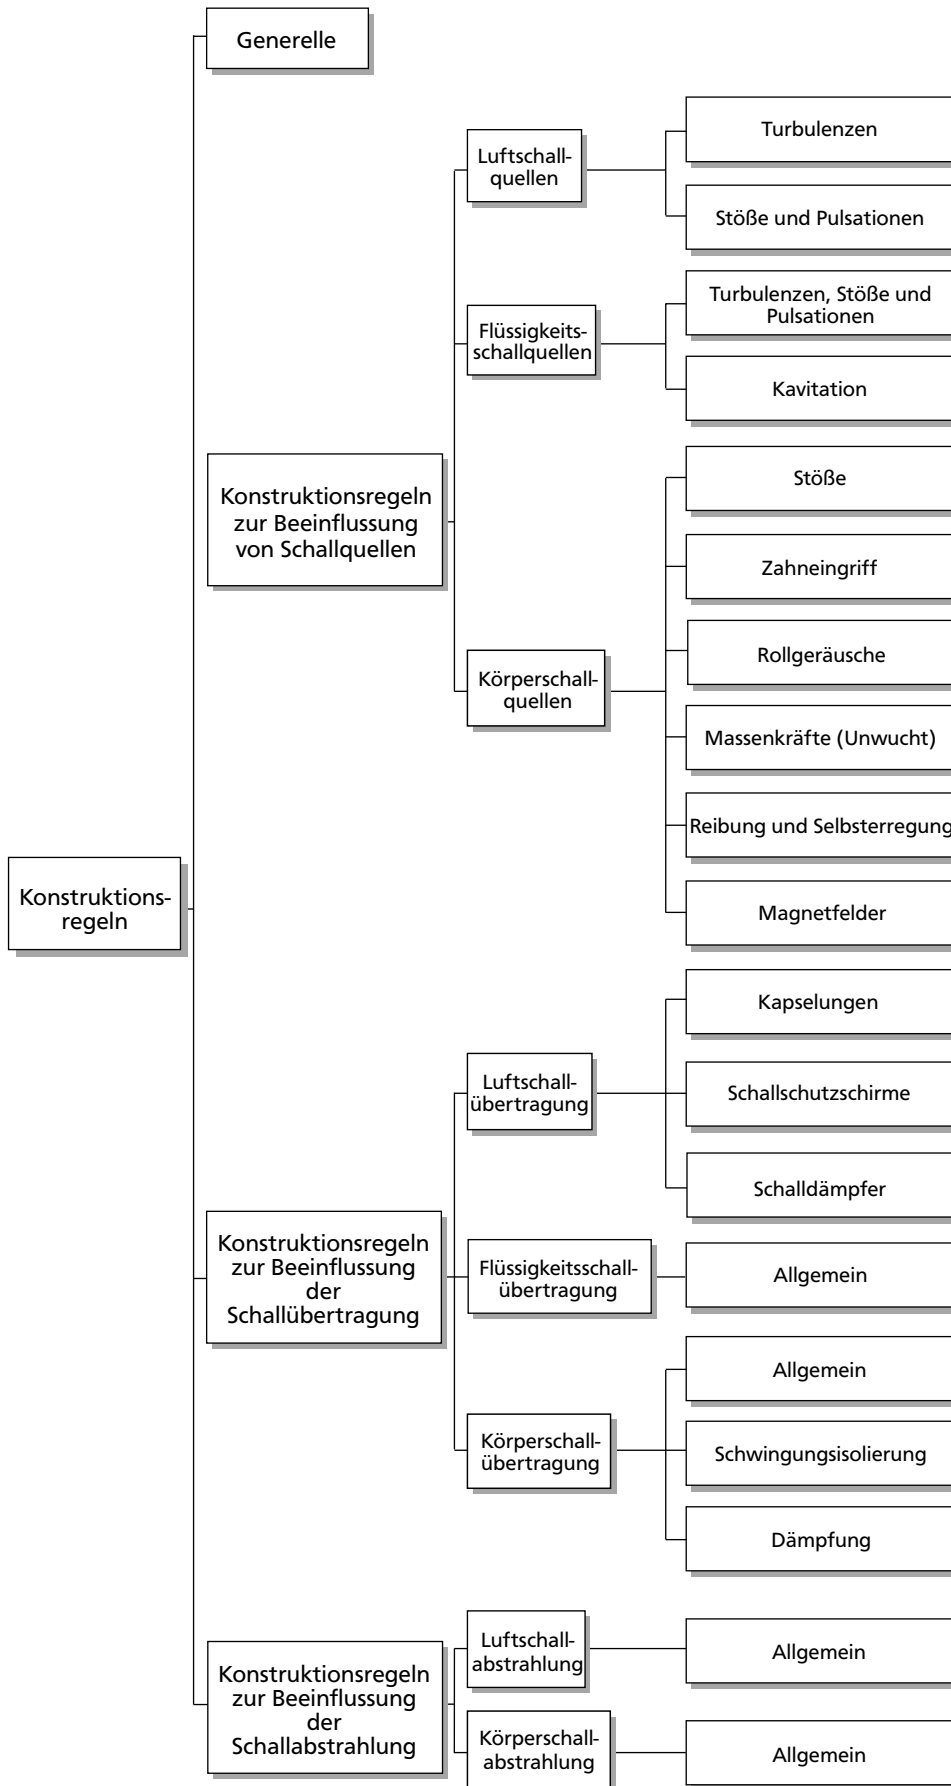 Generelle
Turbulenzen
Luftschall-
quellen
Stöße und Pulsationen
Turbulenzen, Stöße und
Pulsationen
Flüssigkeits-
schallquellen
Kavitation
Stöße
Konstruktionsregeln
zur Beeinflussung
von Schallquellen
Zahneingriff
Rollgeräusche
Körperschall-
quellen
Massenkräfte (Unwucht)
Reibung und Selbsterregung
Konstruktions-
regeln
Magnetfelder
Kapselungen
Luftschall-
übertragung
Schallschutzschirme
Schalldämpfer
Konstruktionsregeln
zur Beeinflussung
der
Schallübertragung
Flüssigkeitsschall-
übertragung
Allgemein
Allgemein
Körperschall-
übertragung
Schwingungsisolierung
Dämpfung
Luftschall-
abstrahlung
Allgemein
Konstruktionsregeln
zur Beeinflussung
der
Schallabstrahlung
Körperschall-
abstrahlung
Allgemein